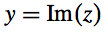 y = Im(z)